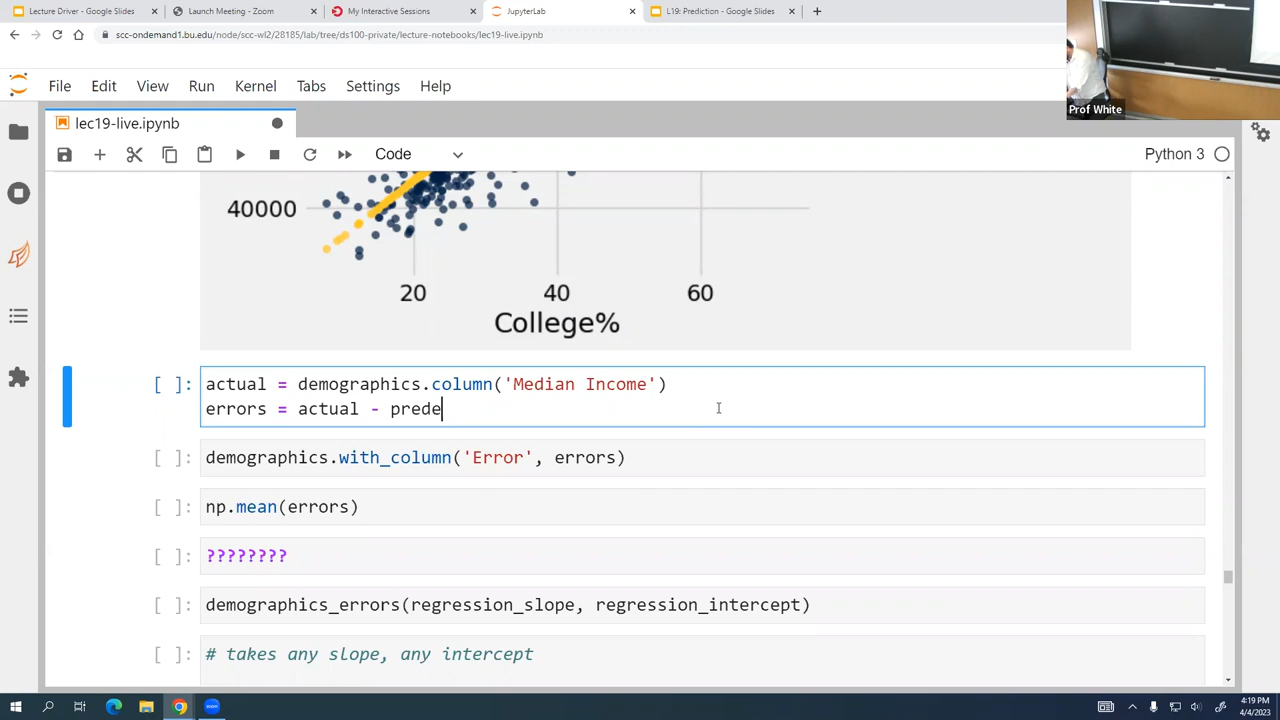 Lecture Driver - Google Slides
Launch Meeting - Zoom
My Interactive Sessions
JupyterLab
L19: Prediction - Google Slides
scc-ondemand1.bu.edu/node/scc-wl2/28185/lab/tree/ds100-private/lecture-notebooks/lec19-live.ipynb
Prof White
File Edit View Run Kernel Tabs Settings Help
lec19-live.ipynb
Code
Python 3
40000
20 40 60
College%
[ ]: actual = demographics.column('Median Income')
errors = actual - prede
[ ]: demographics.with_column('Error', errors)
[ ]: np.mean(errors)
[ ]: ????????
[ ]: demographics_errors(regression_slope, regression_intercept)
[ ]: # takes any slope, any intercept
4:19 PM
4/4/2023